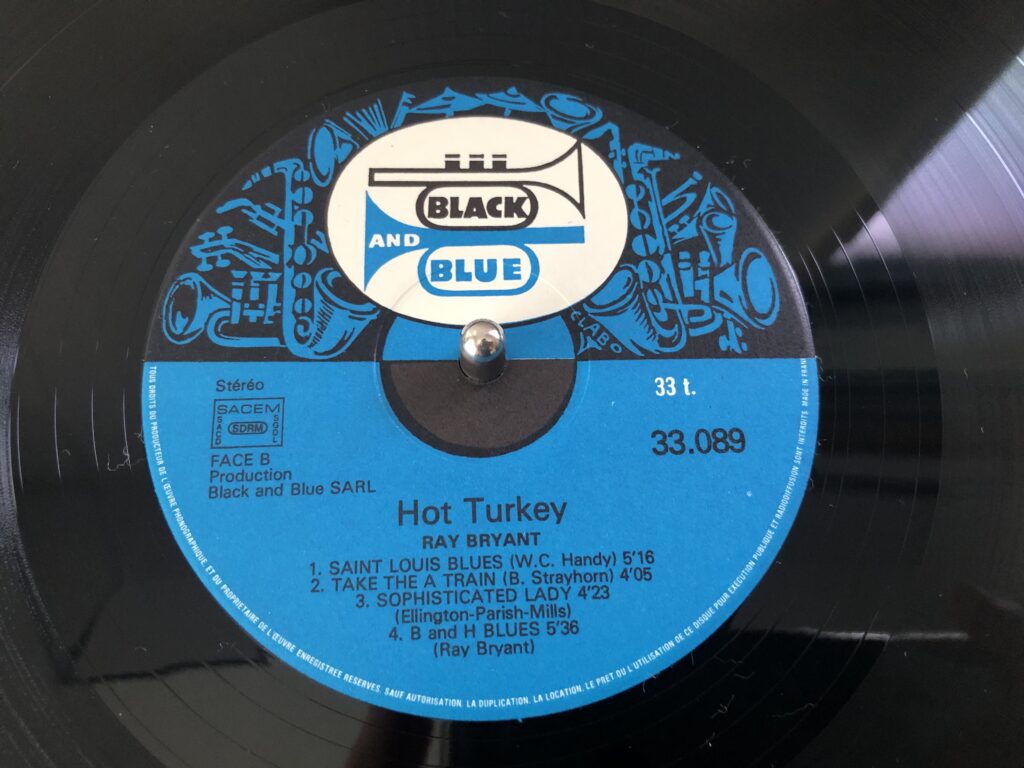 BLACK
AND
BLUE
LABO
Stéréo
33 t.
SACEM
SACD
SDRM
SGDL
33.089
FACE B
Production
Black and Blue SARL
Hot Turkey
RAY BRYANT
1. SAINT LOUIS BLUES (W.C. Handy) 5'16
2. TAKE THE A TRAIN (B. Strayhorn) 4'05
3. SOPHISTICATED LADY 4'23
(Ellington-Parish-Mills)
4. B and H BLUES 5'36
(Ray Bryant)
TOUS DROITS DU PRODUCTEUR DE L'ŒUVRE PHONOGRAPHIQUE ET DU PROPRIETAIRE DE L'ŒUVRE ENREGISTREE RESERVES. SAUF AUTORISATION, LA DUPLICATION, LA LOCATION, LE PRET OU L'UTILISATION DE CE DISQUE POUR EXECUTION PUBLIQUE ET RADIODIFFUSION SONT INTERDITS MADE IN FRANCE